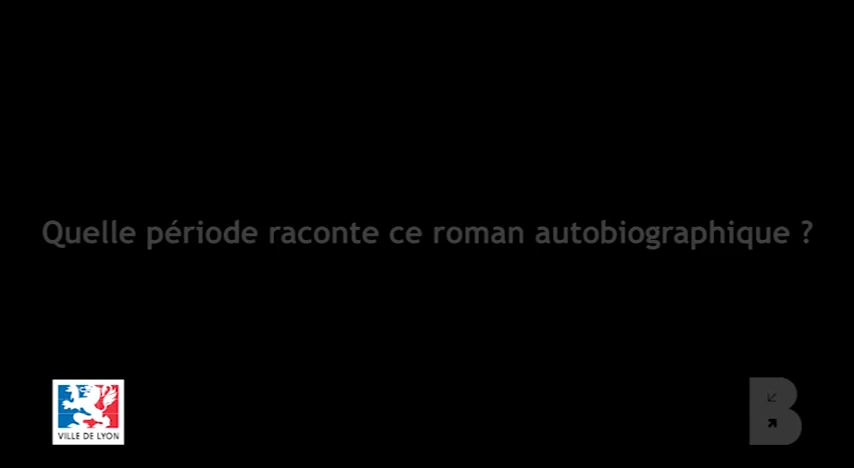 Quelle période raconte ce roman autobiographique ?
VILLE DE LYON
B